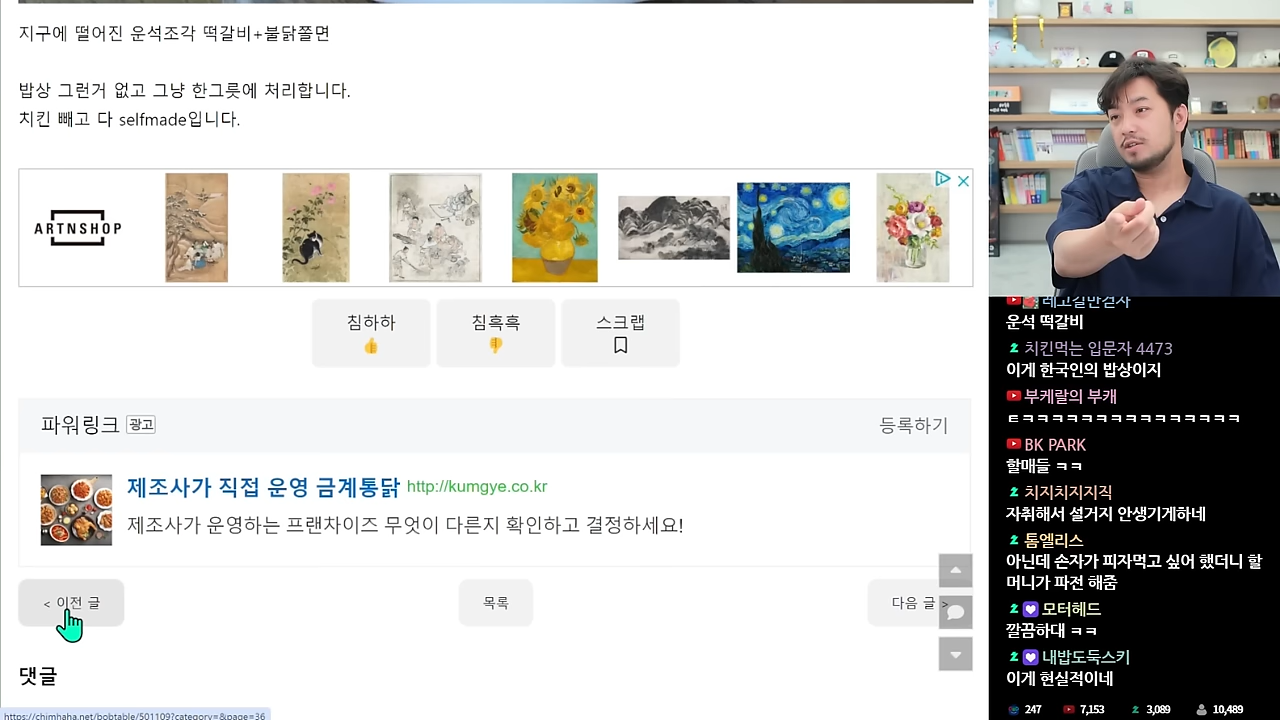 지구에 떨어진 운석조각 떡갈비+불닭쫄면
밥상 그런거 없고 그냥 한그릇에 처리합니다.
치킨 빼고 다 selfmade입니다.
ARTNSHOP
침하하
침흑흑
스크랩
파워링크 광고
등록하기
제조사가 직접 운영 금계통닭 http://kumgye.co.kr
제조사가 운영하는 프랜차이즈 무엇이 다른지 확인하고 결정하세요!
< 이전 글
목록
다음 글 >
댓글
https://chimhaha.net/bobtable/501109?category=&page=36
레고길만걷자
운석 떡갈비
치킨먹는 입문자 4473
이게 한국인의 밥상이지
부케랄의 부캐
ㅌㅋㅋㅋㅋㅋㅋㅋㅋㅋㅋㅋㅋㅋㅋㅋ
BK PARK
할매들 ㅋㅋ
치지치지지직
자취해서 설거지 안생기게하네
톰엘리스
아닌데 손자가 피자먹고 싶어 했더니 할
머니가 파전 해줌
모터헤드
깔끔하대 ㅋㅋ
내밥도둑스키
이게 현실적이네
247 7,153 3,089 10,489